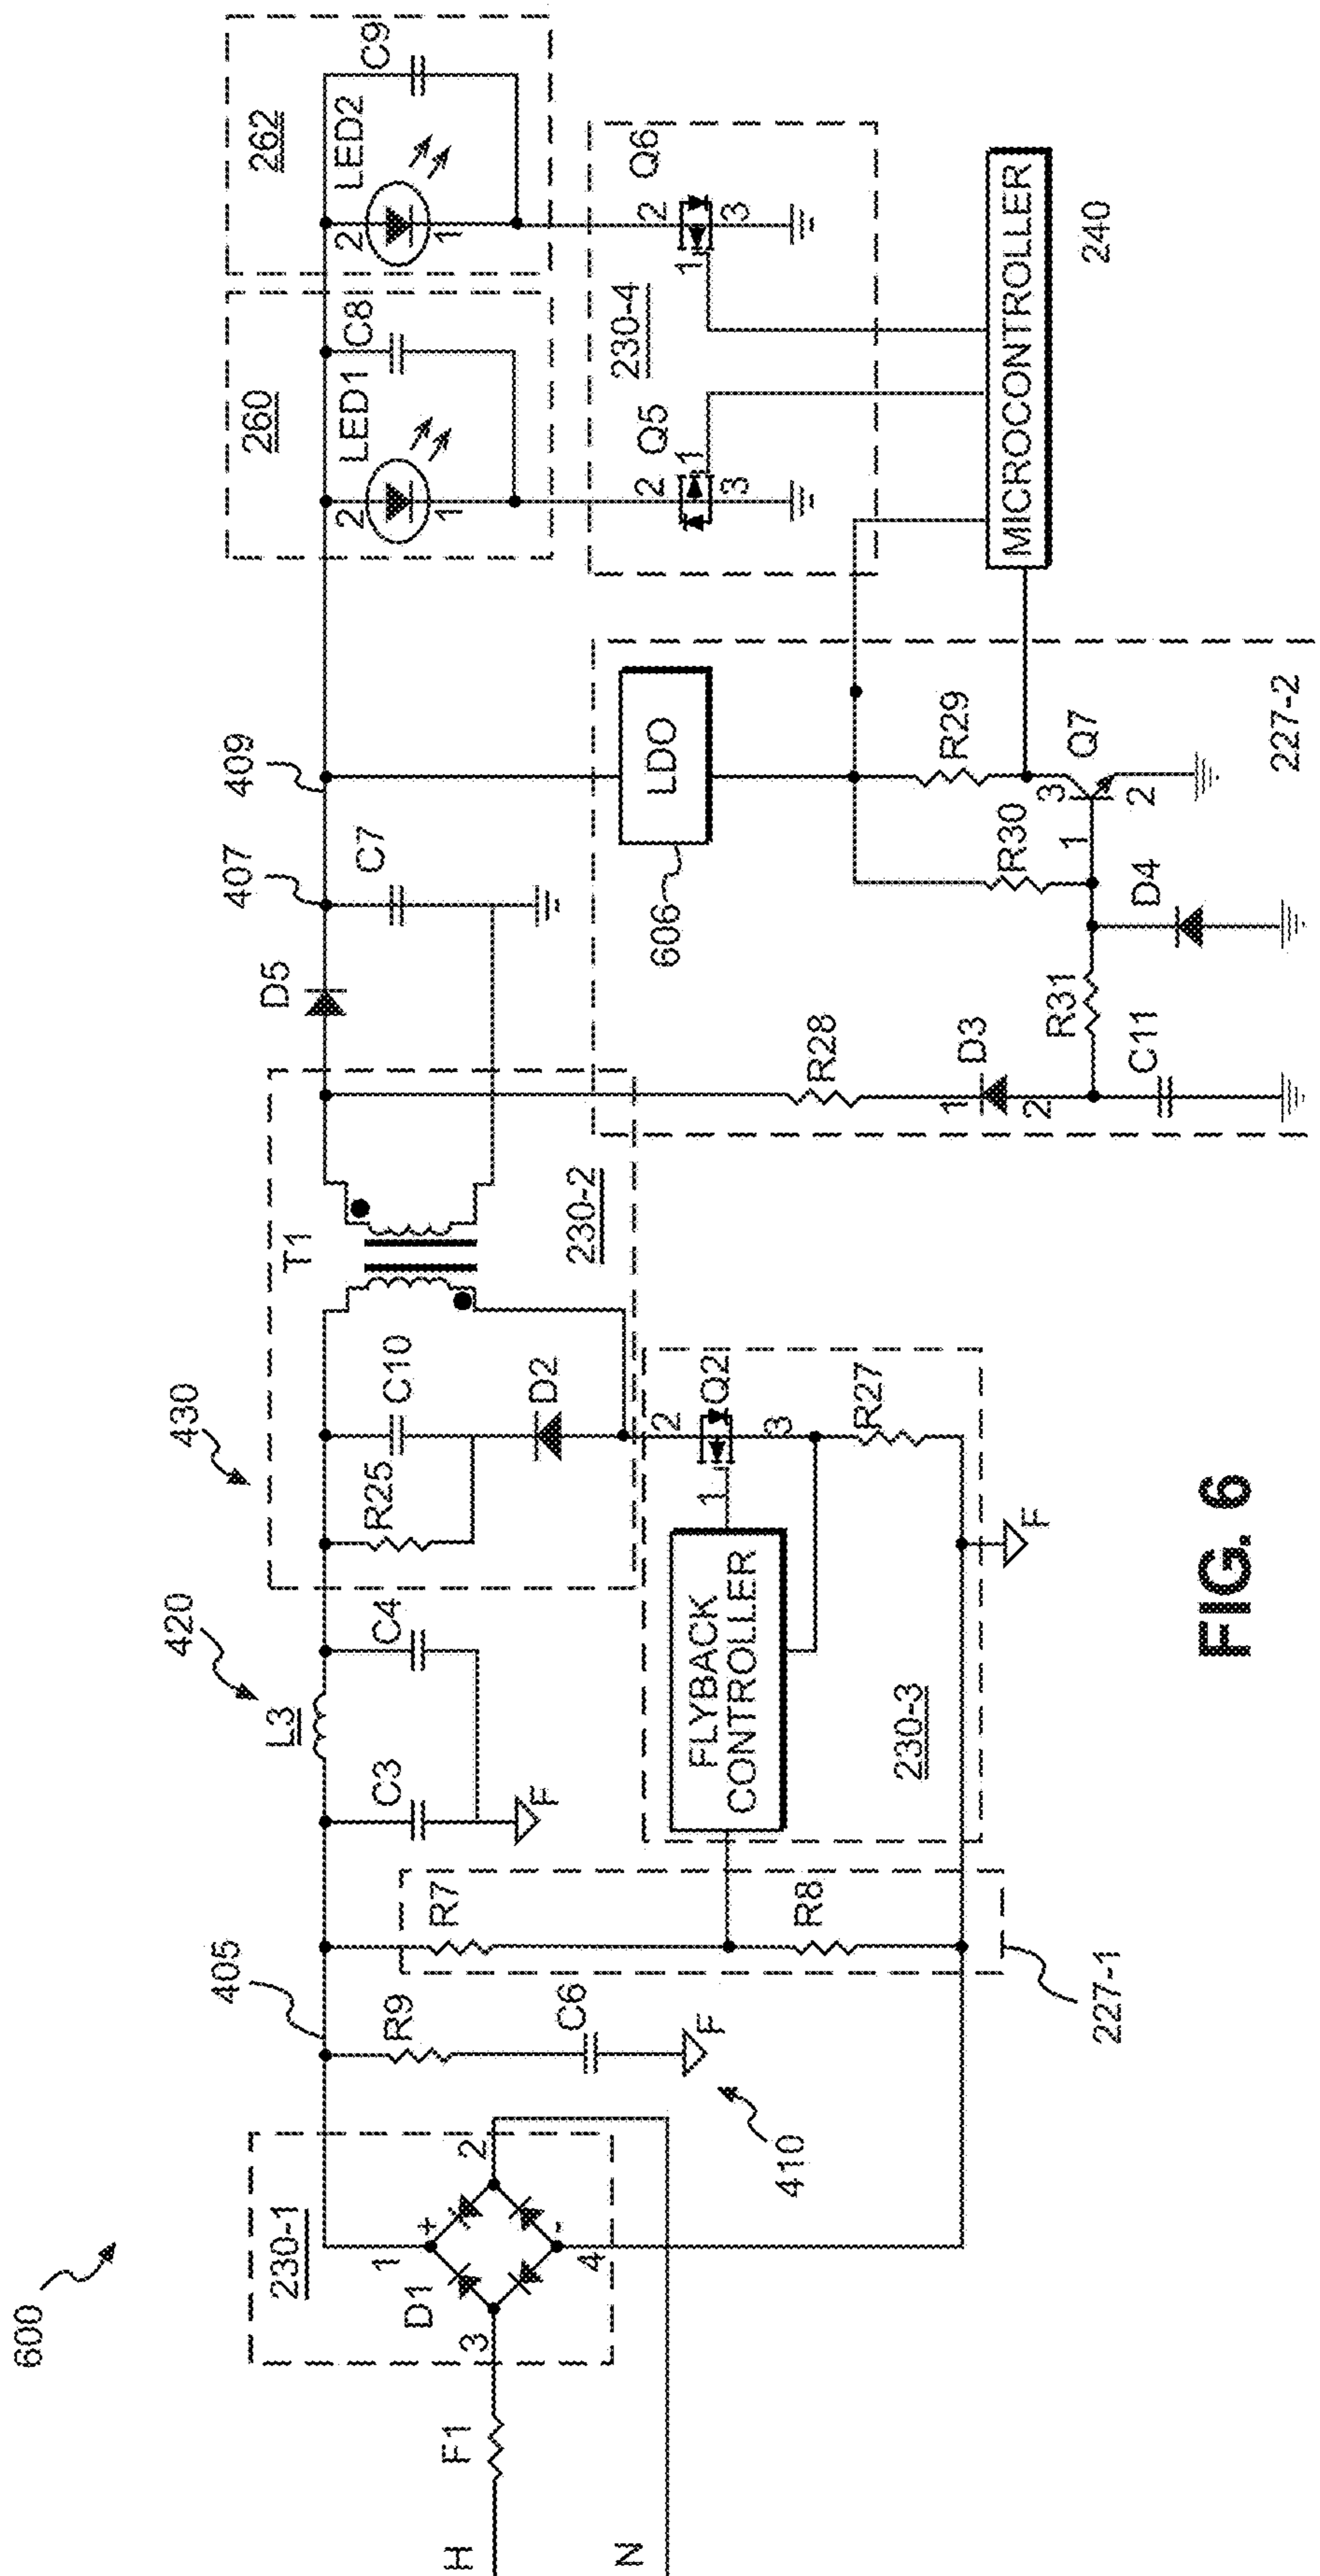 600
H
F1
N
230-1
D1
1
2
3
4
+
-
405
R9
C6
F
410
R7
R8
227-1
420
L3
C3
C4
F
430
R25
C10
D2
T1
230-2
FLYBACK
CONTROLLER
1
2
3
Q2
R27
230-3
F
D5
407
409
C7
606
LDO
R28
D3
1
2
R31
C11
R30
R29
D4
1
2
3
Q7
227-2
260
LED1
2
1
C8
262
LED2
2
1
C9
230-4
Q5
2
1
3
Q6
2
1
3
MICROCONTROLLER
240
FIG. 6